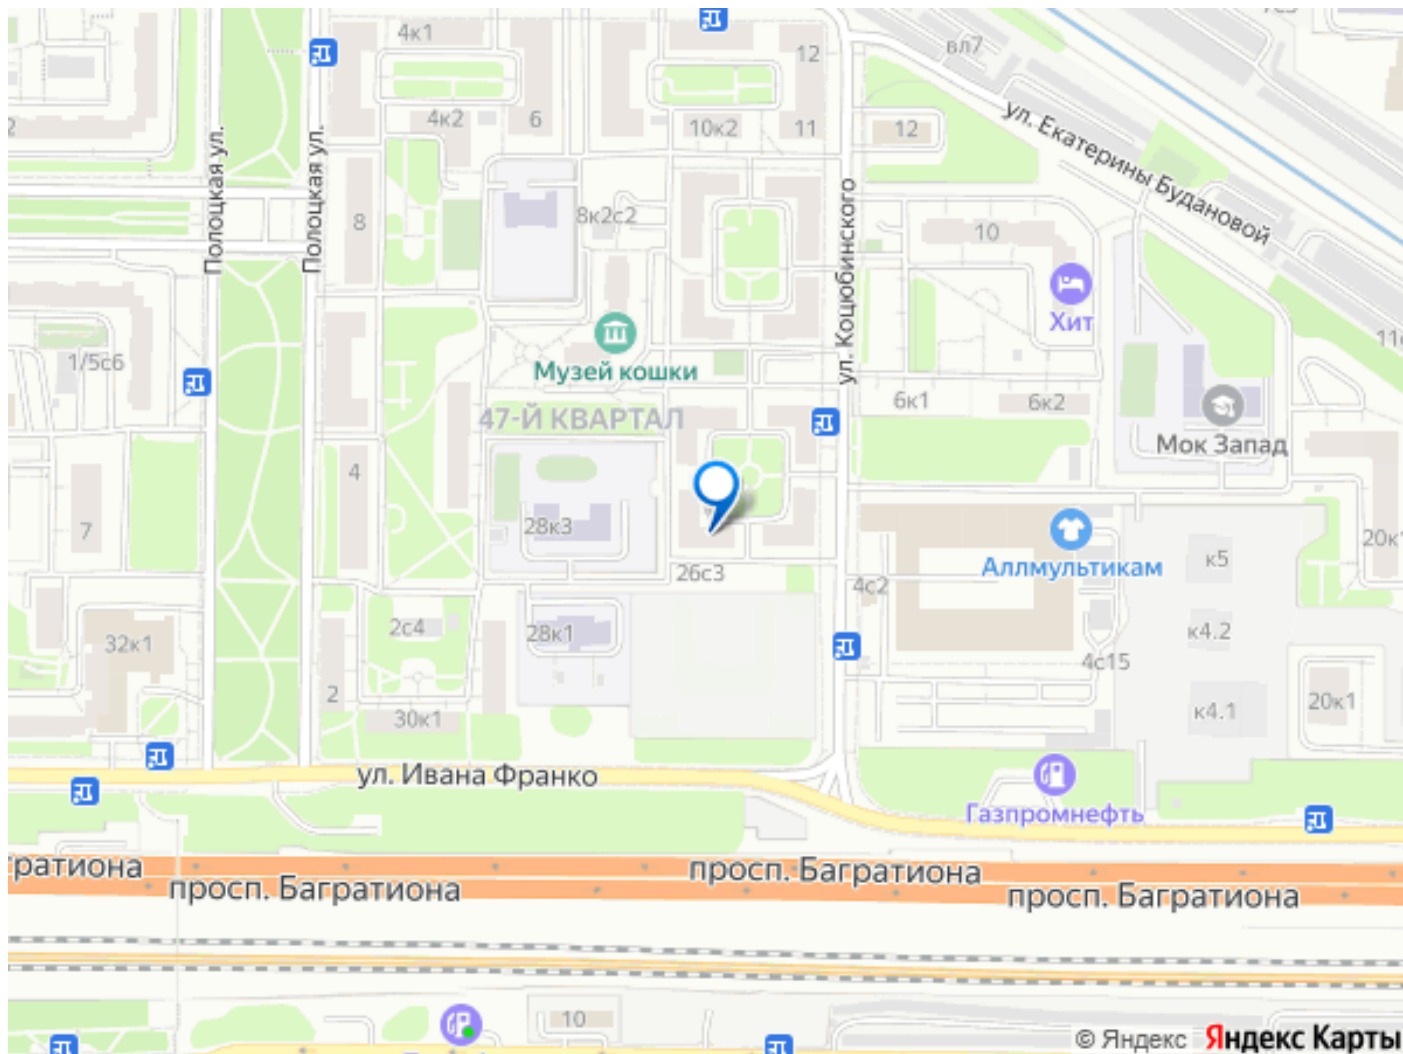 4к1
12
вл7
4к2
6
10к2
11
12
ул. Екатерины Будановой
Полоцкая ул.
Полоцкая ул.
8
8к2с2
ул. Коцюбинского
10
Хит
1/5с6
Музей кошки
6к1
6к2
47-Й КВАРТАЛ
Мок Запад
4
7
28к3
Аллмультикам
к5
26с3
4с2
2с4
28к1
32к1
к4.2
4с15
2
30к1
к4.1
20к1
ул. Ивана Франко
Газпромнефть
просп. Багратиона
просп. Багратиона
просп. Багратиона
10
© Яндекс Яндекс Карты